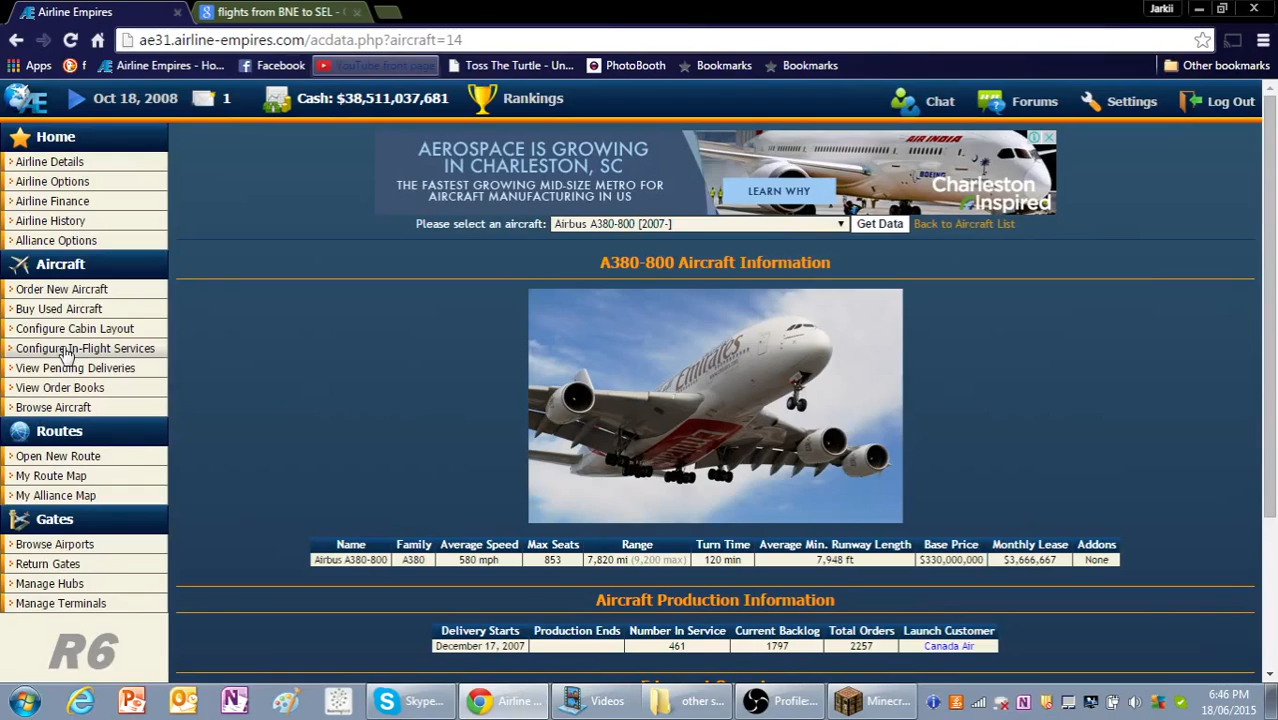 Airline Empires
flights from BNE to SEL -
Jarkii
ae31.airline-empires.com/acdata.php?aircraft=14
Apps
f
Airline Empires - Ho...
Facebook
YouTube front page
Toss The Turtle - Un...
PhotoBooth
Bookmarks
Bookmarks
Other bookmarks
AE
Oct 18, 2008
1
Cash: $38,511,037,681
Rankings
Chat
Forums
Settings
Log Out
Home
Airline Details
Airline Options
Airline Finance
Airline History
Alliance Options
Aircraft
Order New Aircraft
Buy Used Aircraft
Configure Cabin Layout
Configure In-Flight Services
View Pending Deliveries
View Order Books
Browse Aircraft
Routes
Open New Route
My Route Map
My Alliance Map
Gates
Browse Airports
Return Gates
Manage Hubs
Manage Terminals
R6
AEROSPACE IS GROWING
IN CHARLESTON, SC
THE FASTEST GROWING MID-SIZE METRO FOR
AIRCRAFT MANUFACTURING IN US
LEARN WHY
AIR INDIA
BOEING
Charleston
Inspired
Please select an aircraft: Airbus A380-800 [2007-] Get Data Back to Aircraft List
A380-800 Aircraft Information
Emirates
Name Family Average Speed Max Seats Range Turn Time Average Min. Runway Length Base Price Monthly Lease Addons
Airbus A380-800 A380 580 mph 853 7,820 mi (9,200 max) 120 min 7,948 ft $330,000,000 $3,666,667 None
Aircraft Production Information
Delivery Starts Production Ends Number In Service Current Backlog Total Orders Launch Customer
December 17, 2007 461 1797 2257 Canada Air
Skype...
Airline ...
Videos
other s...
Profile:...
Minecr...
6:46 PM
18/06/2015